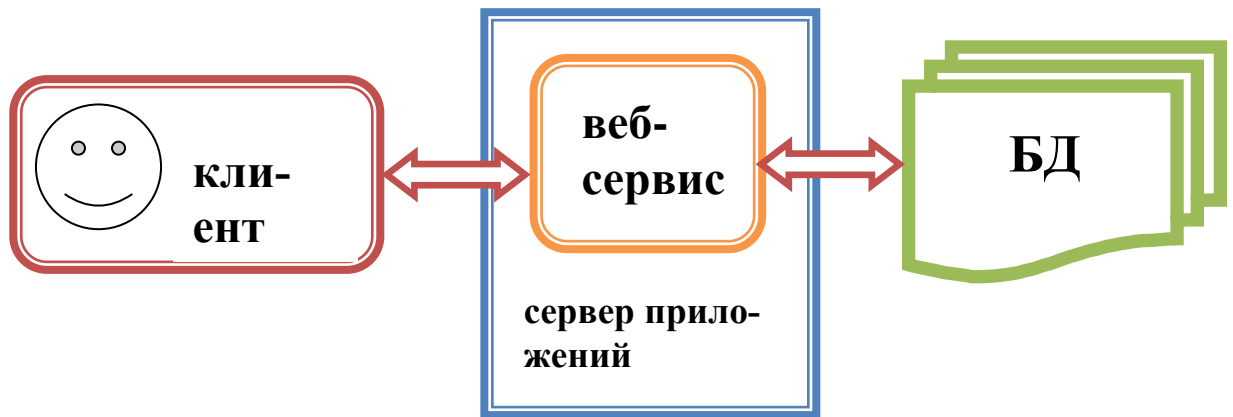 кли-
ент
веб-
сервис
сервер прило-
жений
БД